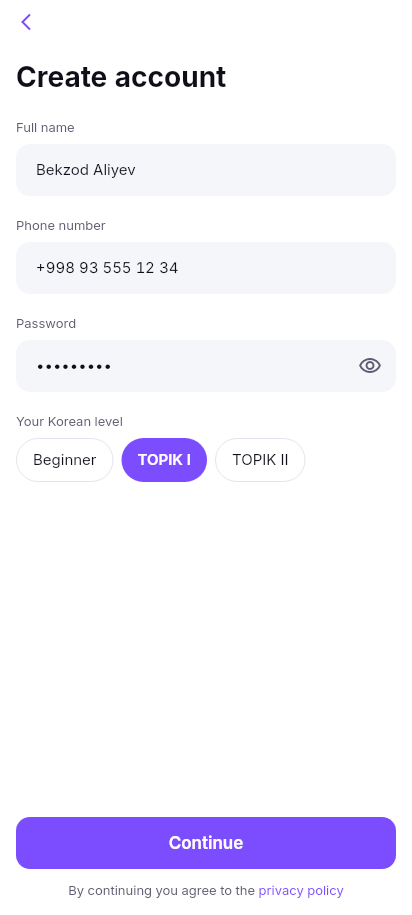 Create account
Full name
Bekzod Aliyev
Phone number
+998 93 555 12 34
Password
•••••••••
Your Korean level
Beginner TOPIK I TOPIK II
Continue
By continuing you agree to the privacy policy